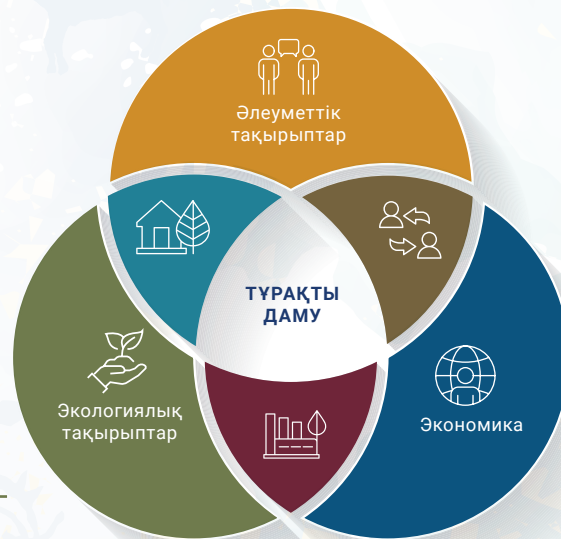 Әлеуметтік
тақырыптар
ТҰРАҚТЫ
ДАМУ
Экологиялық
тақырыптар
Экономика